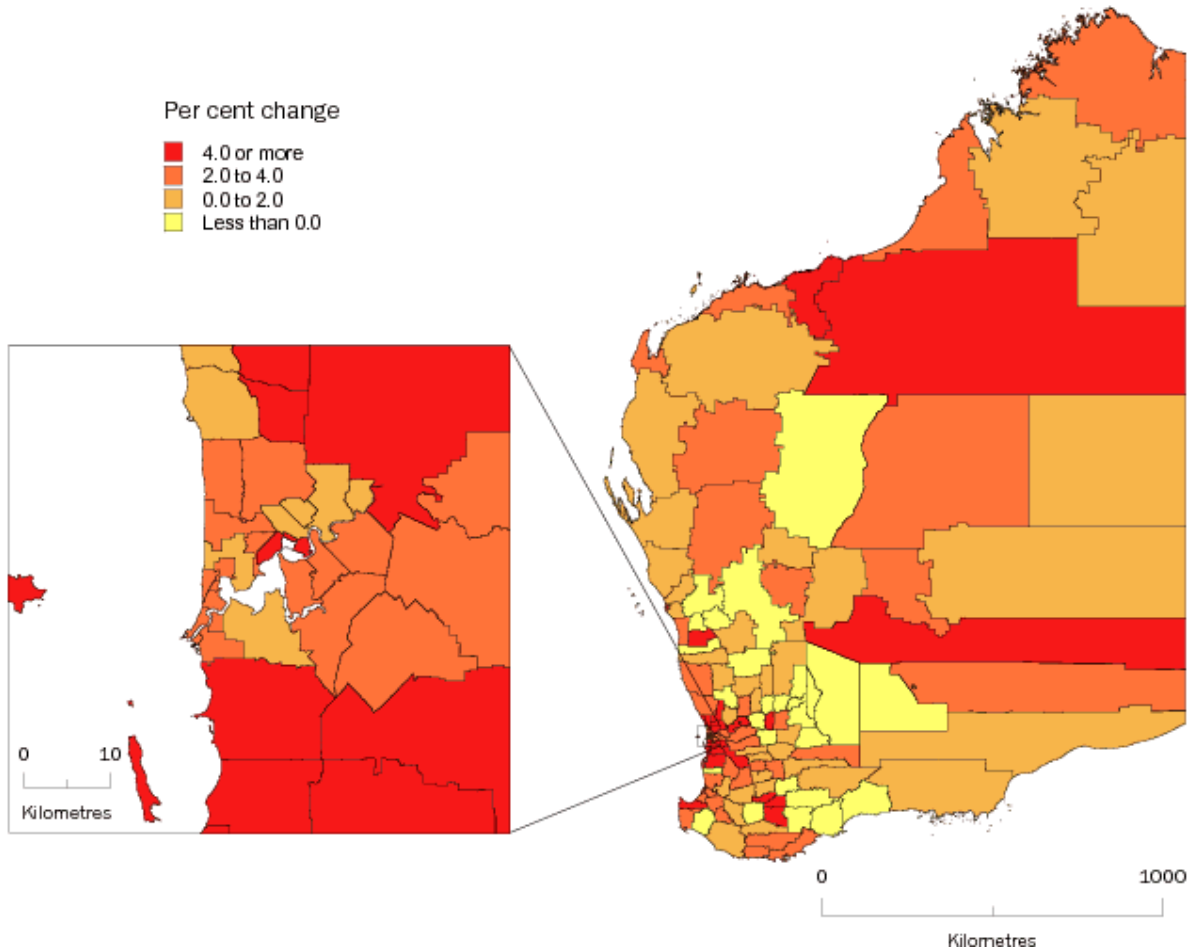 Per cent change
4.0 or more
2.0 to 4.0
0.0 to 2.0
Less than 0.0
0 10
Kilometres
0 1000
Kilometres